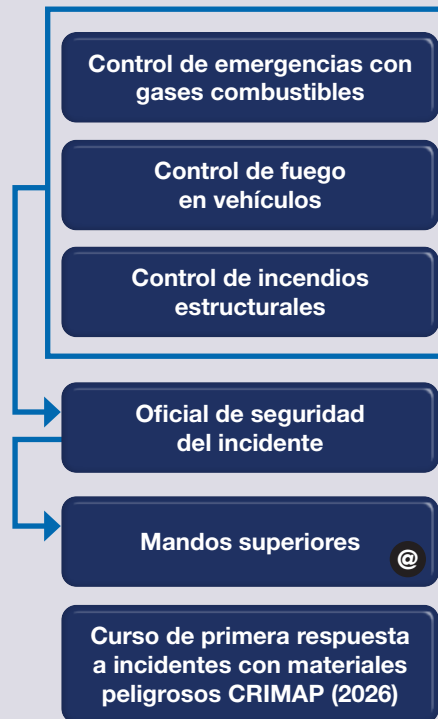 Control de emergencias con
gases combustibles
Control de fuego
en vehículos
Control de incendios
estructurales
Oficial de seguridad
del incidente
Mandos superiores
@
Curso de primera respuesta
a incidentes con materiales
peligrosos CRIMAP (2026)